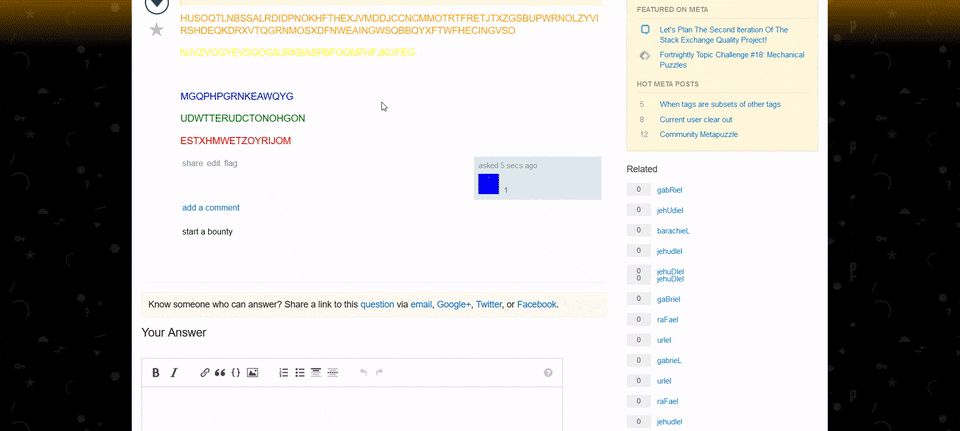 HUSOQTLNBSSALRDIDPNOKHFTHEXJVMDDJCCNCMMOTRTFRETJTXZGSBUPWRNOLZYVI
RSHDEQKDRXVTQGRNMOSXDFNWEAINGWSQBBQYXFTWFHECINGVSO
MGQPHPGRNKEAWQYG
UDWTTERUDCTONOHGON
ESTXHMWETZOYRIJOM
share edit flag
asked 5 secs ago
1
add a comment
start a bounty
Know someone who can answer? Share a link to this question via email, Google+, Twitter, or Facebook.
Your Answer
B I
FEATURED ON META
Let's Plan The Second Iteration Of The
Stack Exchange Quality Project!
Fortnightly Topic Challenge #18: Mechanical
Puzzles
HOT META POSTS
5 When tags are subsets of other tags
8 Current user clear out
12 Community Metapuzzle
Related
0 gabRiel
0 jehUdiel
0 barachieL
0 jehudiel
0 jehuDiel
0 jehuDiel
0 gaBriel
0 raFael
0 uriel
0 gabrieL
0 uriel
0 raFael
0 jehudiel